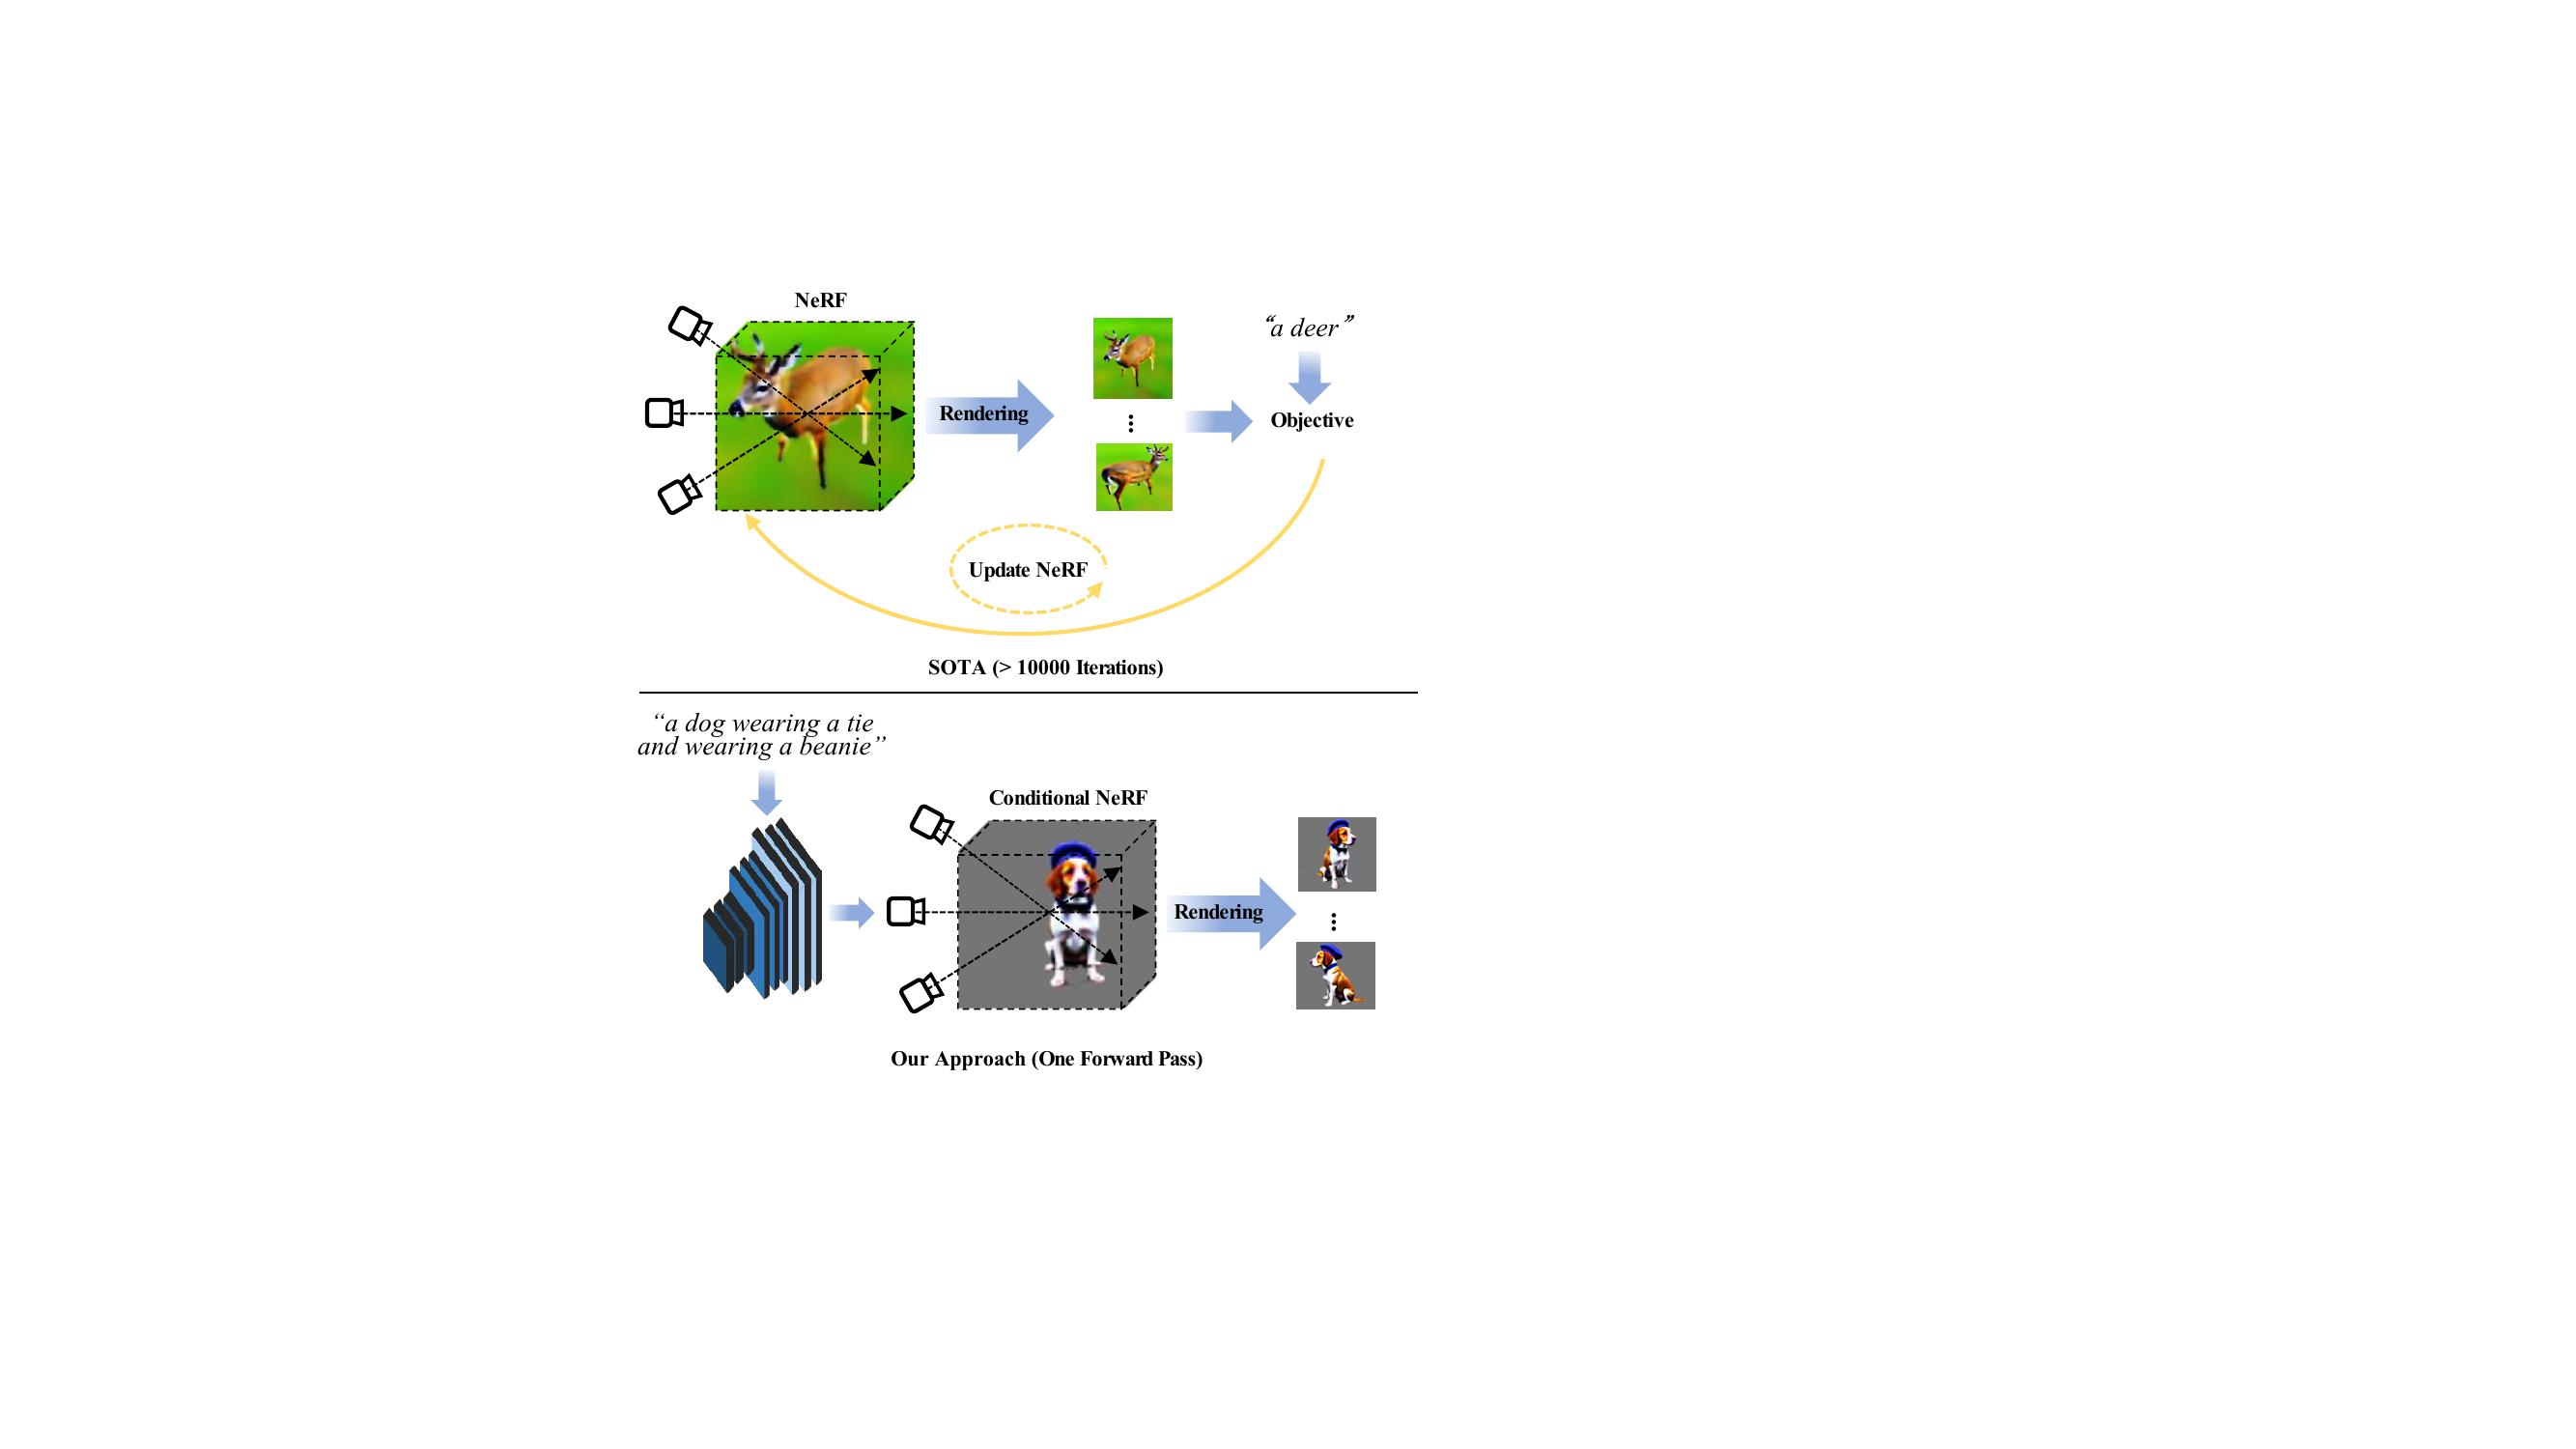 NeRF
“a deer”
Rendering
Objective
Update NeRF
SOTA (> 10000 Iterations)
“a dog wearing a tie
and wearing a beanie”
Conditional NeRF
Rendering
Our Approach (One Forward Pass)